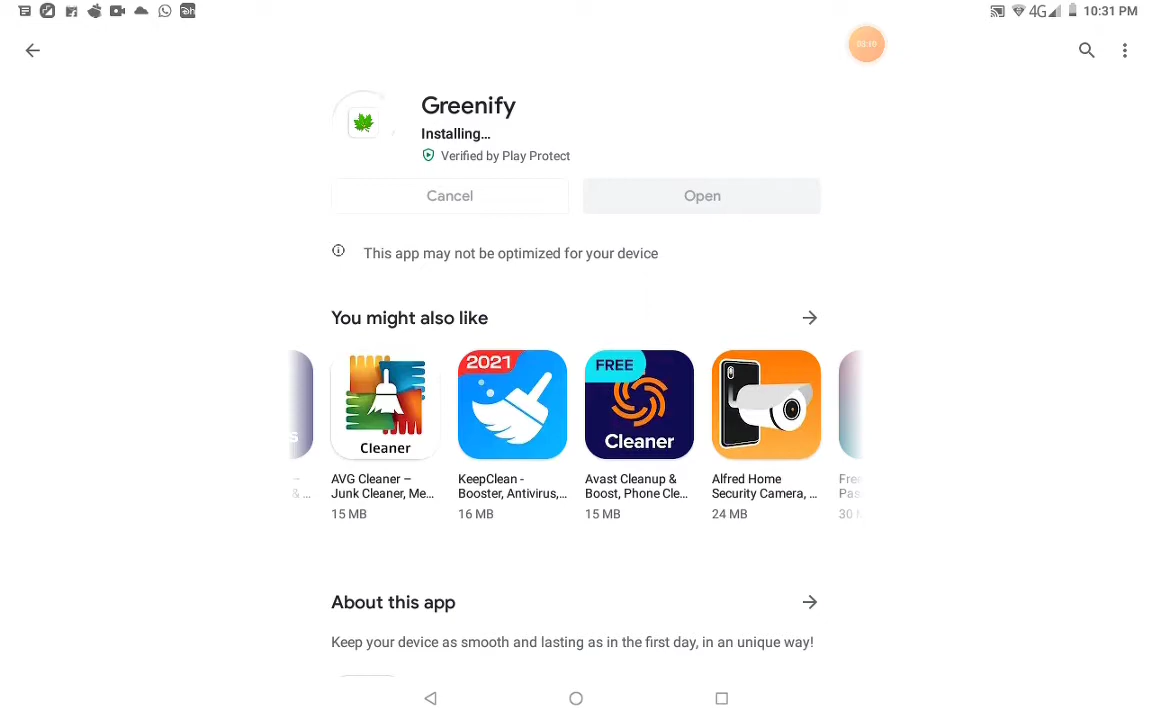 4G 10:31 PM
Greenify
Installing...
Verified by Play Protect
Cancel
Open
This app may not be optimized for your device
You might also like
2021
FREE
Cleaner
Cleaner
AVG Cleaner –
Junk Cleaner, Me...
15 MB
KeepClean -
Booster, Antivirus,...
16 MB
Avast Cleanup &
Boost, Phone Cle...
15 MB
Alfred Home
Security Camera, ...
24 MB
About this app
Keep your device as smooth and lasting as in the first day, in an unique way!